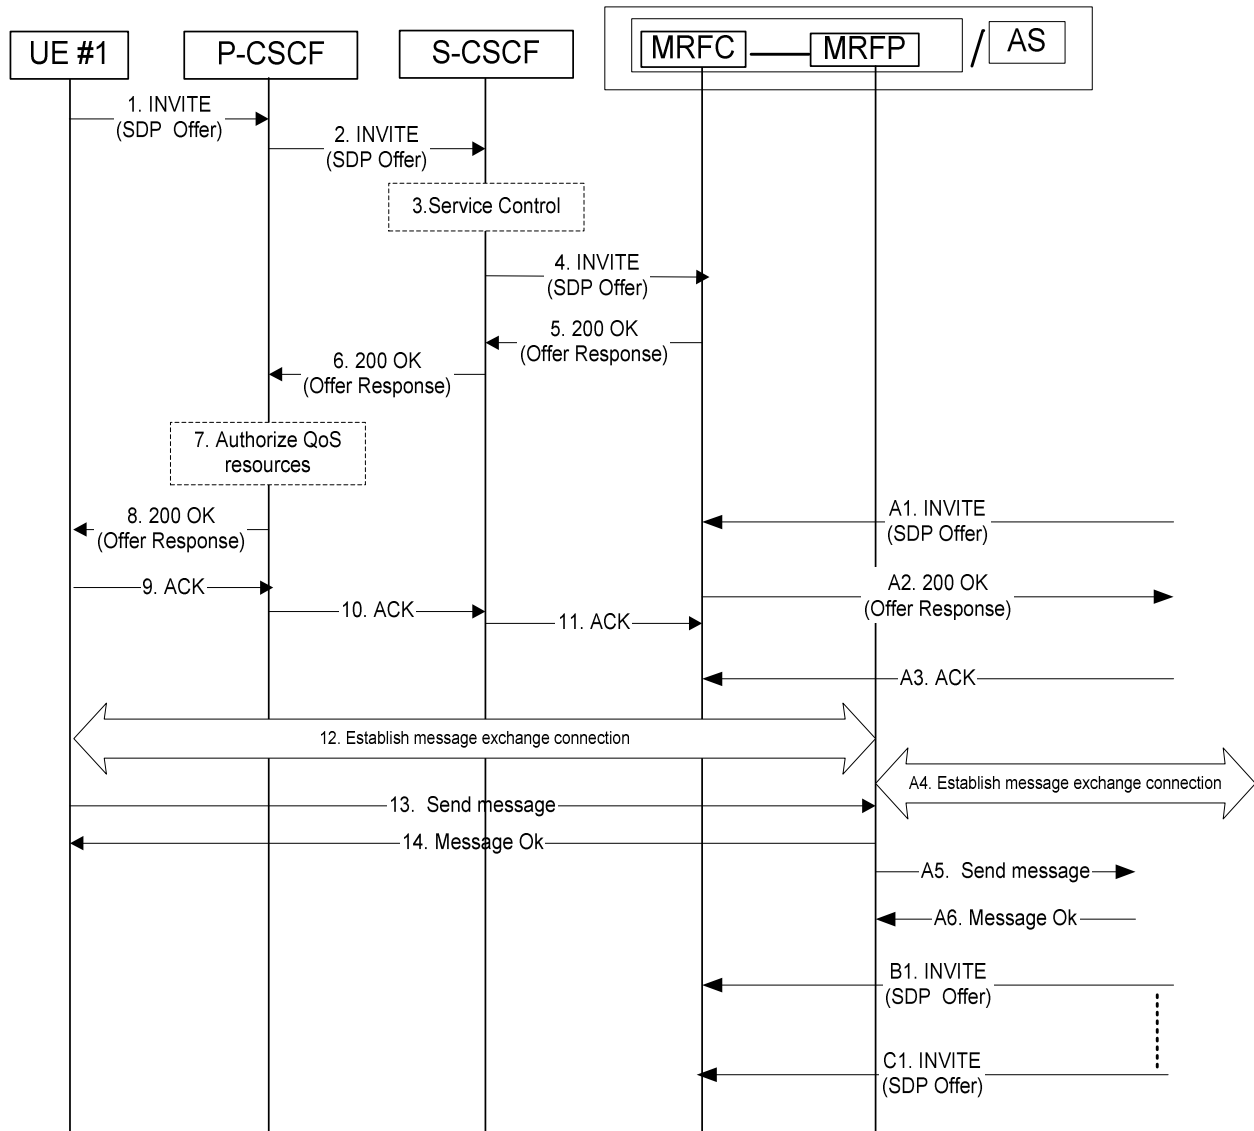 UE #1
P-CSCF
S-CSCF
MRFC
MRFP
/
AS
1. INVITE
(SDP Offer)
2. INVITE
(SDP Offer)
3.Service Control
4. INVITE
(SDP Offer)
5. 200 OK
(Offer Response)
6. 200 OK
(Offer Response)
7. Authorize QoS
resources
8. 200 OK
(Offer Response)
A1. INVITE
(SDP Offer)
9. ACK
A2. 200 OK
(Offer Response)
10. ACK
11. ACK
A3. ACK
12. Establish message exchange connection
A4. Establish message exchange connection
13. Send message
14. Message Ok
A5. Send message
A6. Message Ok
B1. INVITE
(SDP Offer)
C1. INVITE
(SDP Offer)